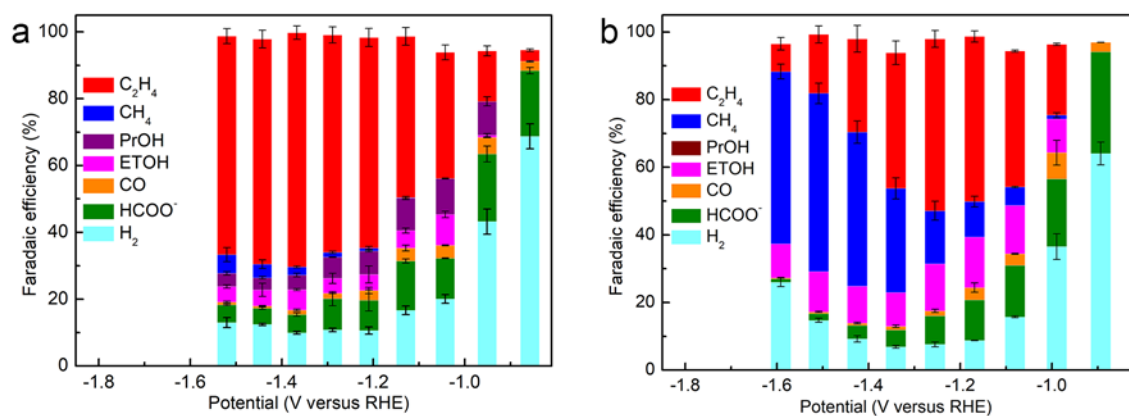 a
Faradaic efficiency (%)
100
80
60
40
20
0
C₂H₄
CH₄
PrOH
ETOH
CO
HCOO⁻
H₂
-1.8 -1.6 -1.4 -1.2 -1.0 -0.8
Potential (V versus RHE)
b
Faradaic efficiency (%)
100
80
60
40
20
0
C₂H₄
CH₄
PrOH
ETOH
CO
HCOO⁻
H₂
-1.8 -1.6 -1.4 -1.2 -1.0
Potential (V versus RHE)